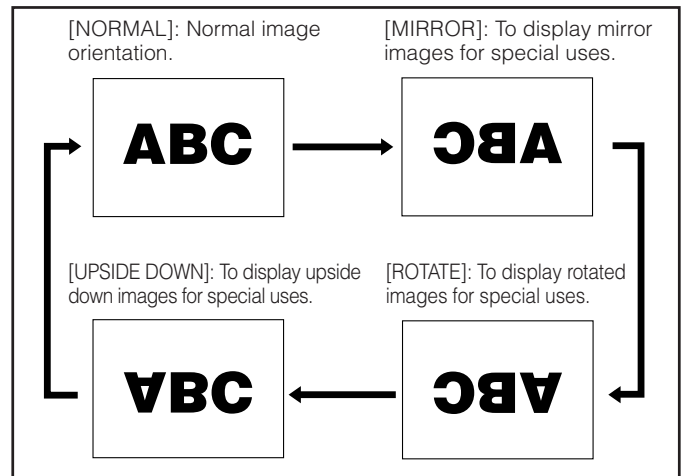 [NORMAL]: Normal image
orientation.
[MIRROR]: To display mirror
images for special uses.
ABC
ABC
[UPSIDE DOWN]: To display upside
down images for special uses.
[ROTATE]: To display rotated
images for special uses.
ABC
ABC